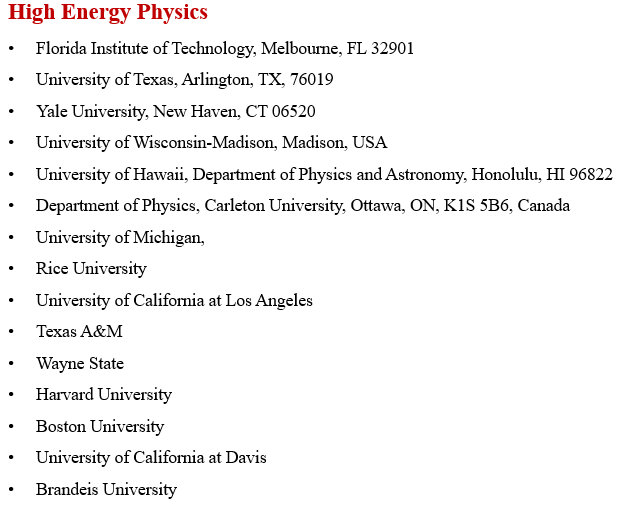 High Energy Physics
• Florida Institute of Technology, Melbourne, FL 32901
• University of Texas, Arlington, TX, 76019
• Yale University, New Haven, CT 06520
• University of Wisconsin-Madison, Madison, USA
• University of Hawaii, Department of Physics and Astronomy, Honolulu, HI 96822
• Department of Physics, Carleton University, Ottawa, ON, K1S 5B6, Canada
• University of Michigan,
• Rice University
• University of California at Los Angeles
• Texas A&M
• Wayne State
• Harvard University
• Boston University
• University of California at Davis
• Brandeis University